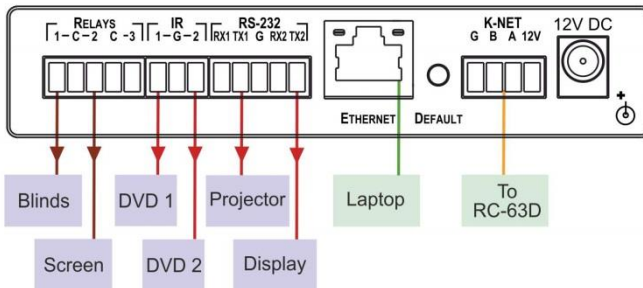 RELAYS IR RS-232 K-NET 12V DC
1-C-2 C -3 1-G-2 RX1 TX1 G RX2 TX2 G B A 12V
ETHERNET DEFAULT
+
Blinds DVD 1 Projector Laptop To
RC-63D
Screen DVD 2 Display